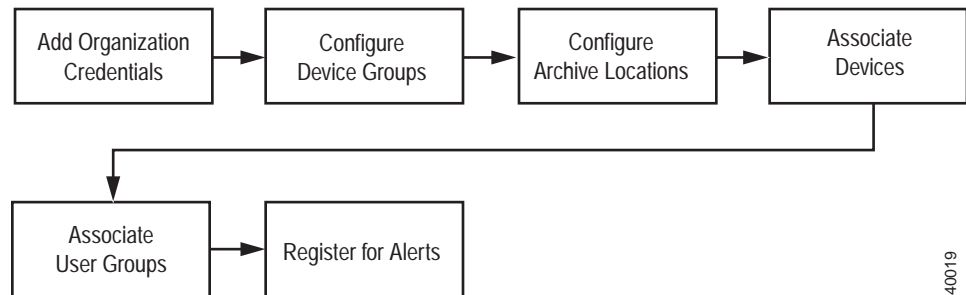 Add Organization
Credentials
Configure
Device Groups
Configure
Archive Locations
Associate
Devices
Associate
User Groups
Register for Alerts
40019